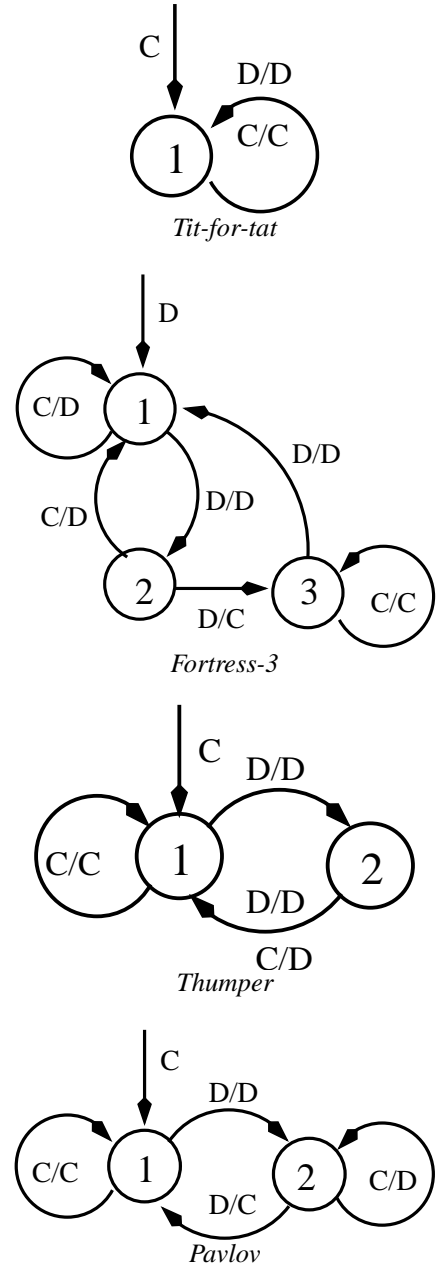 C
D/D
C/C
1
Tit-for-tat
D
C/D
1
D/D
D/D
C/D
2
3
D/C
C/C
Fortress-3
C
D/D
C/C
1
2
D/D
C/D
Thumper
C
D/D
C/C
1
2
C/D
D/C
Pavlov